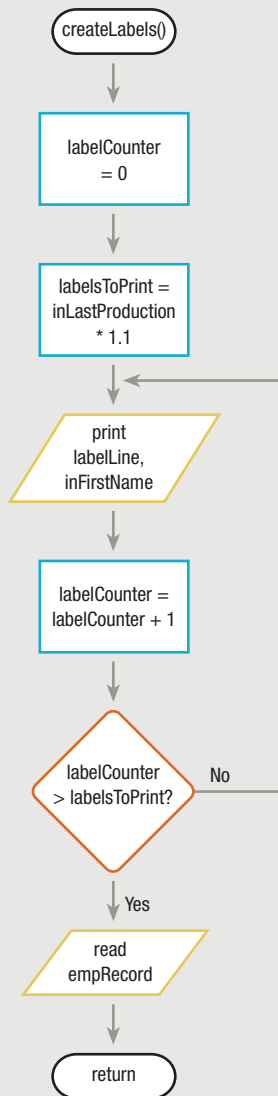 createLabels()
labelCounter
= 0
labelsToPrint =
inLastProduction
* 1.1
print
labelLine,
inFirstName
labelCounter =
labelCounter + 1
labelCounter
> labelsToPrint?
No
Yes
read
empRecord
return